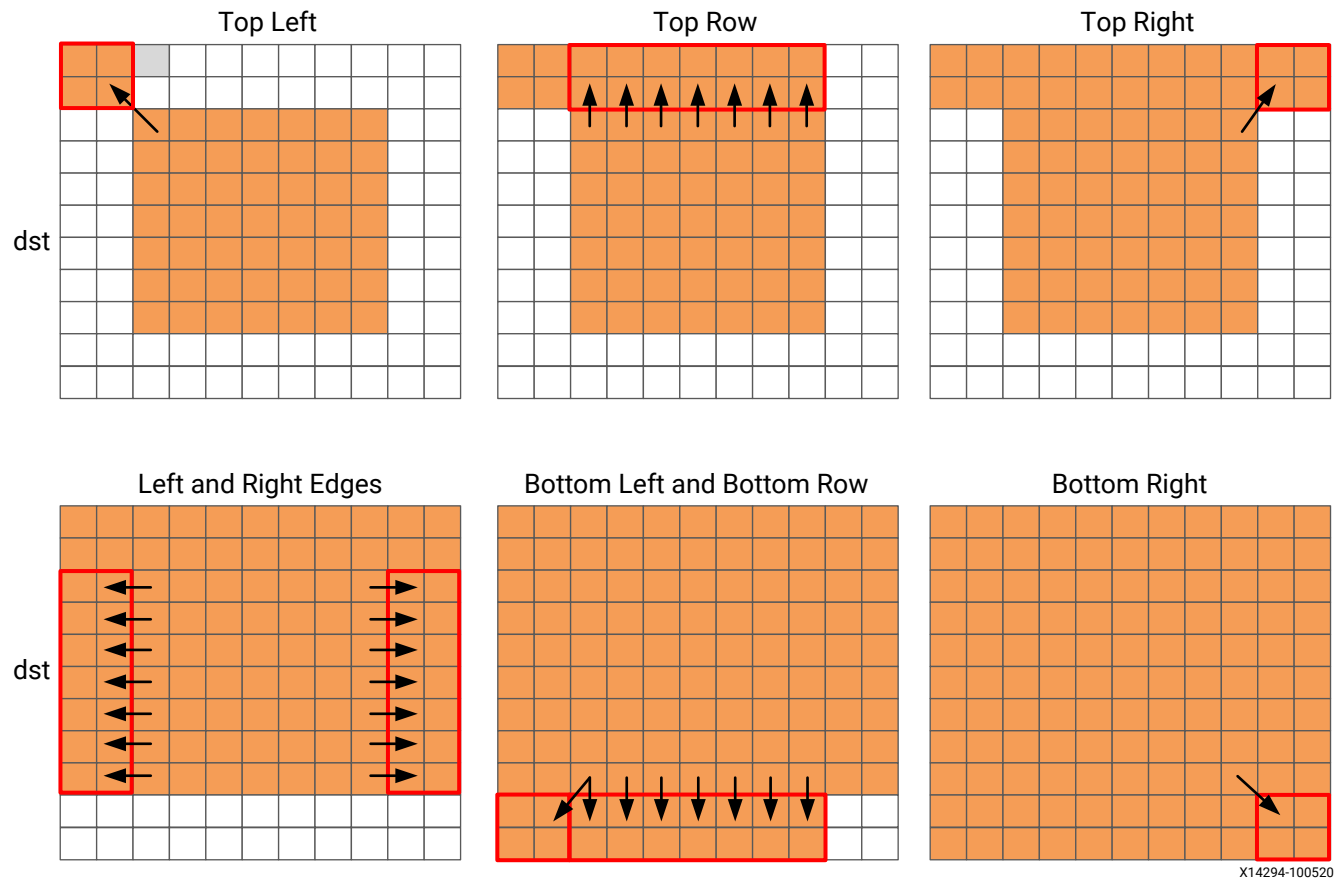 Top Left
Top Row
Top Right
dst
Left and Right Edges
Bottom Left and Bottom Row
Bottom Right
dst
X14294-100520